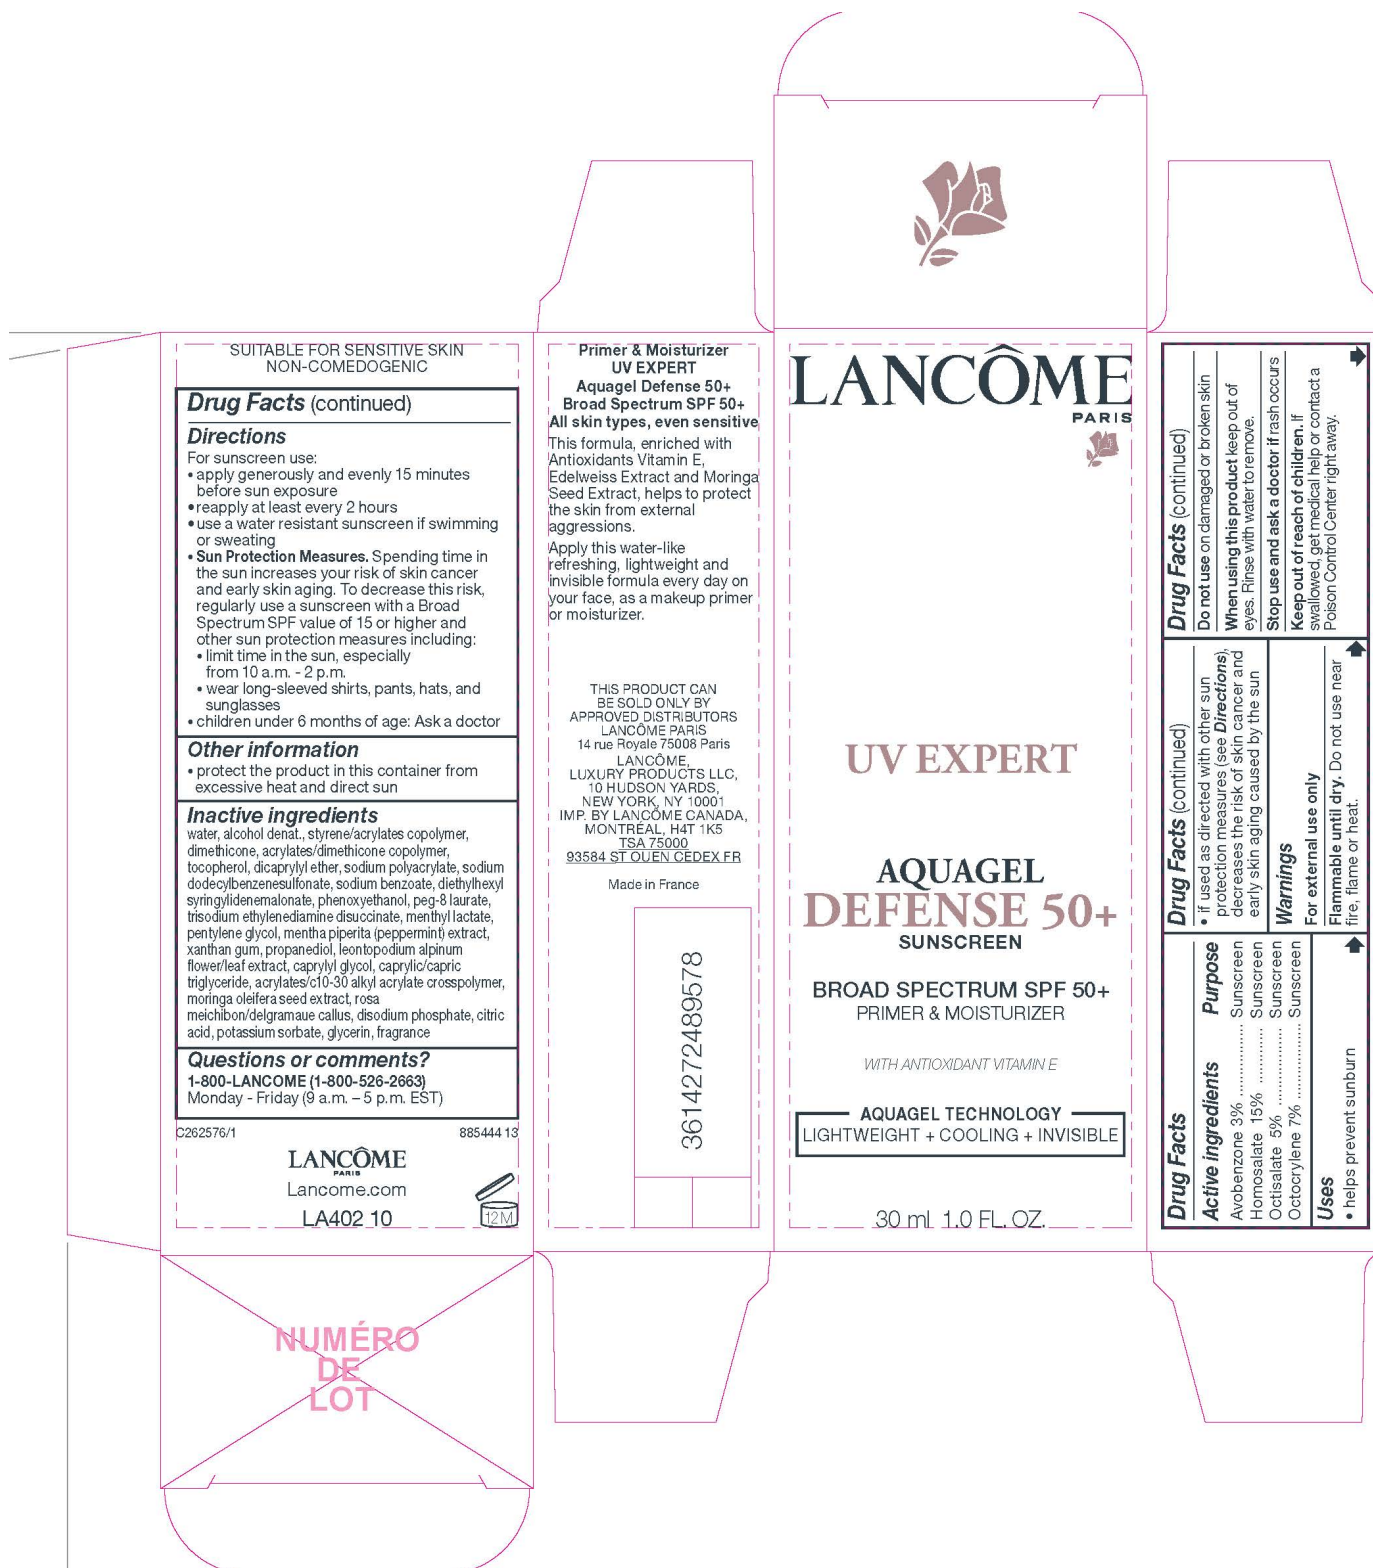 SUITABLE FOR SENSITIVE SKIN
NON-COMEDOGENIC
Drug Facts (continued)
Directions
For sunscreen use:
• apply generously and evenly 15 minutes
before sun exposure
• reapply at least every 2 hours
• use a water resistant sunscreen if swimming
or sweating
• Sun Protection Measures. Spending time in
the sun increases your risk of skin cancer
and early skin aging. To decrease this risk,
regularly use a sunscreen with a Broad
Spectrum SPF value of 15 or higher and
other sun protection measures including:
• limit time in the sun, especially
from 10 a.m. - 2 p.m.
• wear long-sleeved shirts, pants, hats, and
sunglasses
• children under 6 months of age: Ask a doctor
Other information
• protect the product in this container from
excessive heat and direct sun
Inactive ingredients
water, alcohol denat., styrene/acrylates copolymer,
dimethicone, acrylates/dimethicone copolymer,
tocopherol, dicaprylyl ether, sodium polyacrylate, sodium
dodecylbenzenesulfonate, sodium benzoate, diethylhexyl
syringylidenemalonate, phenoxyethanol, peg-8 laurate,
trisodium ethylenediamine disuccinate, menthyl lactate,
pentylene glycol, mentha piperita (peppermint) extract,
xanthan gum, propanediol, leontopodium alpinum
flower/leaf extract, caprylyl glycol, caprylic/capric
triglyceride, acrylates/c10-30 alkyl acrylate crosspolymer,
moringa oleifera seed extract, rosa
meichibon/delgramaue callus, disodium phosphate, citric
acid, potassium sorbate, glycerin, fragrance
Questions or comments?
1-800-LANCOME (1-800-526-2663)
Monday - Friday (9 a.m. – 5 p.m. EST)
C262576/1 885444 13
LANCÔME
PARIS
Lancome.com
LA402 10
12M
NUMÉRO
DE
LOT
Primer & Moisturizer
UV EXPERT
Aquagel Defense 50+
Broad Spectrum SPF 50+
All skin types, even sensitive
This formula, enriched with
Antioxidants Vitamin E,
Edelweiss Extract and Moringa
Seed Extract, helps to protect
the skin from external
aggressions.
Apply this water-like
refreshing, lightweight and
invisible formula every day on
your face, as a makeup primer
or moisturizer.
THIS PRODUCT CAN
BE SOLD ONLY BY
APPROVED DISTRIBUTORS
LANCÔME PARIS
14 rue Royale 75008 Paris
LANCÔME,
LUXURY PRODUCTS LLC,
10 HUDSON YARDS,
NEW YORK, NY 10001
IMP. BY LANCÔME CANADA,
MONTRÉAL, H4T 1K5
TSA 75000
93584 ST OUEN CEDEX FR
Made in France
3614272489578
LANCÔME
PARIS
UV EXPERT
AQUAGEL
DEFENSE 50+
SUNSCREEN
BROAD SPECTRUM SPF 50+
PRIMER & MOISTURIZER
WITH ANTIOXIDANT VITAMIN E
AQUAGEL TECHNOLOGY
LIGHTWEIGHT + COOLING + INVISIBLE
30 ml 1.0 FL. OZ.
Drug Facts
Active ingredients Purpose
Avobenzone 3% ................ Sunscreen
Homosalate 15% ............. Sunscreen
Octisalate 5% .................. Sunscreen
Octocrylene 7% .................... Sunscreen
Uses
• helps prevent sunburn
Drug Facts (continued)
• if used as directed with other sun
protection measures (see Directions),
decreases the risk of skin cancer and
early skin aging caused by the sun
Warnings
For external use only
Flammable until dry. Do not use near
fire, flame or heat.
Drug Facts (continued)
Do not use on damaged or broken skin
When using this product keep out of
eyes. Rinse with water to remove.
Stop use and ask a doctor if rash occurs
Keep out of reach of children. If
swallowed, get medical help or contact a
Poison Control Center right away.